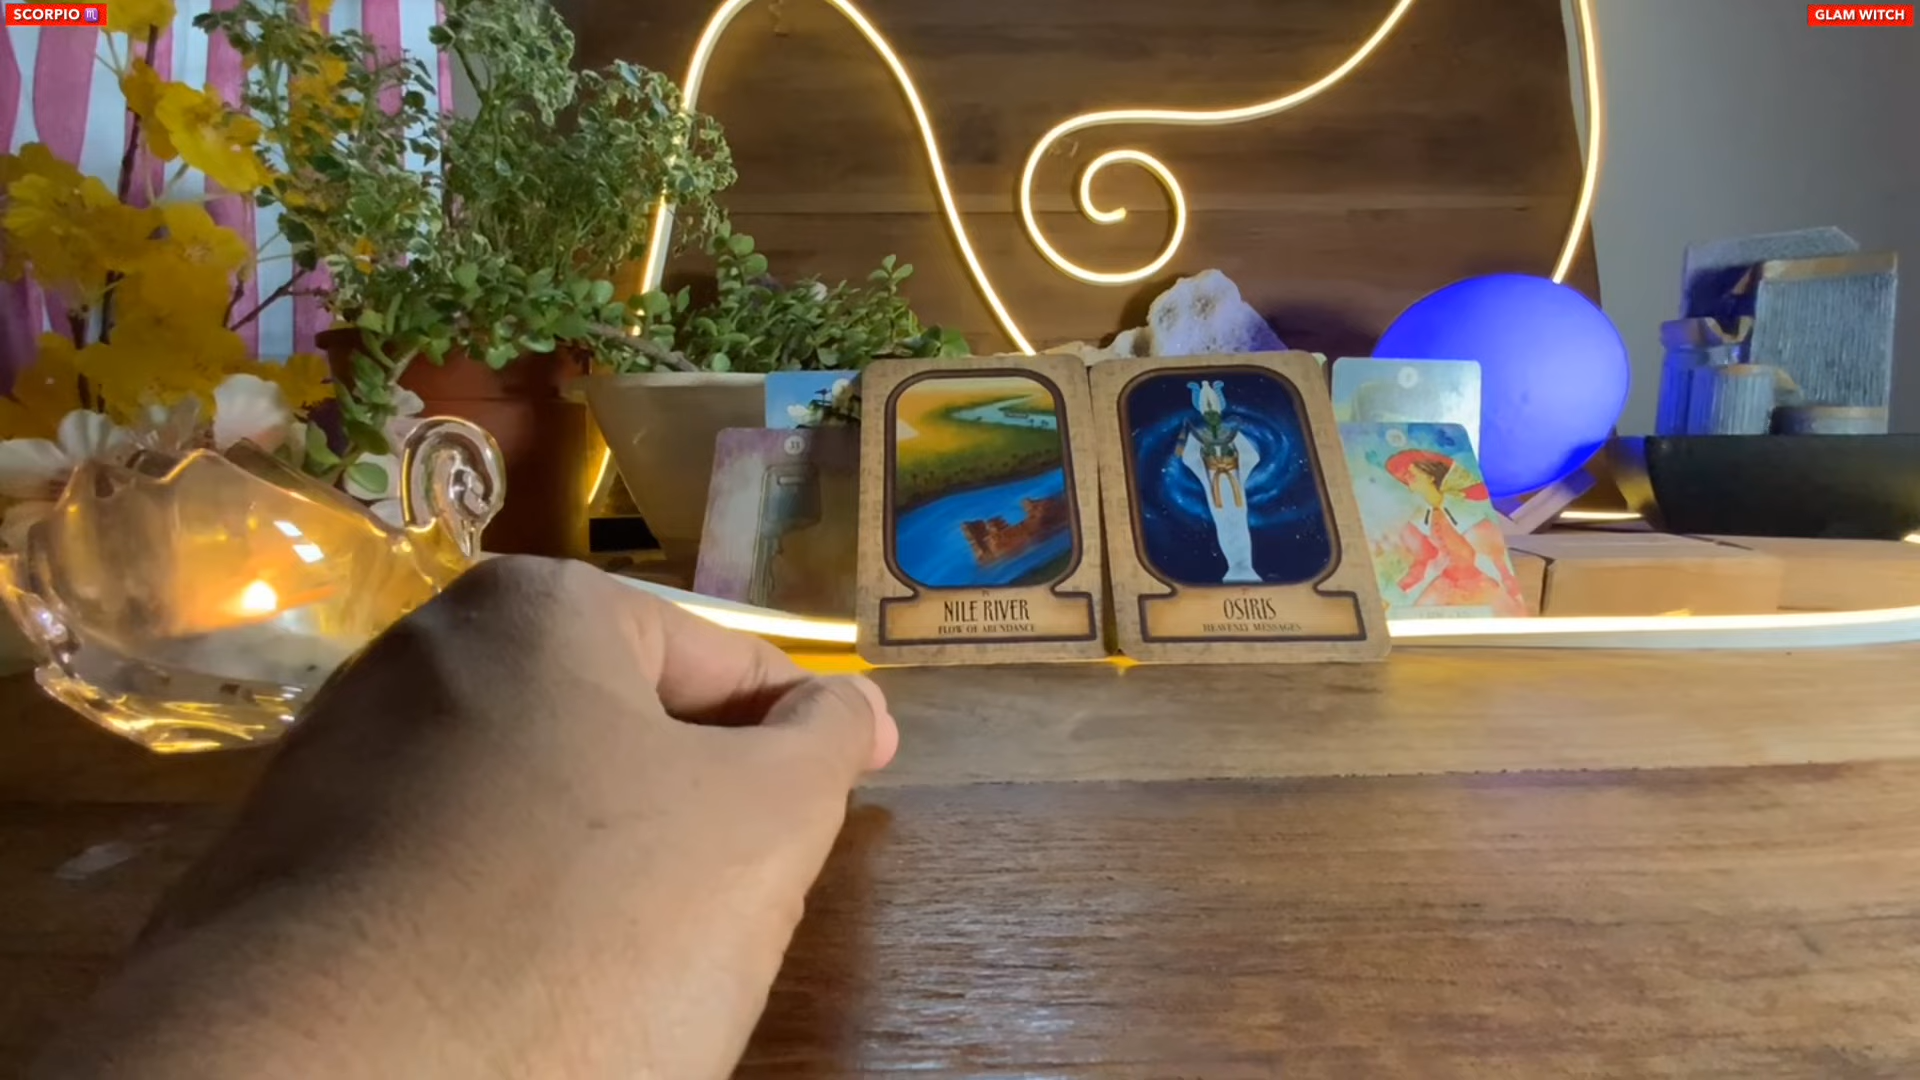 SCORPIO ♏
GLAM WITCH
NILE RIVER
FLOW OF ABUNDANCE
OSIRIS
HEAVENLY MESSAGES